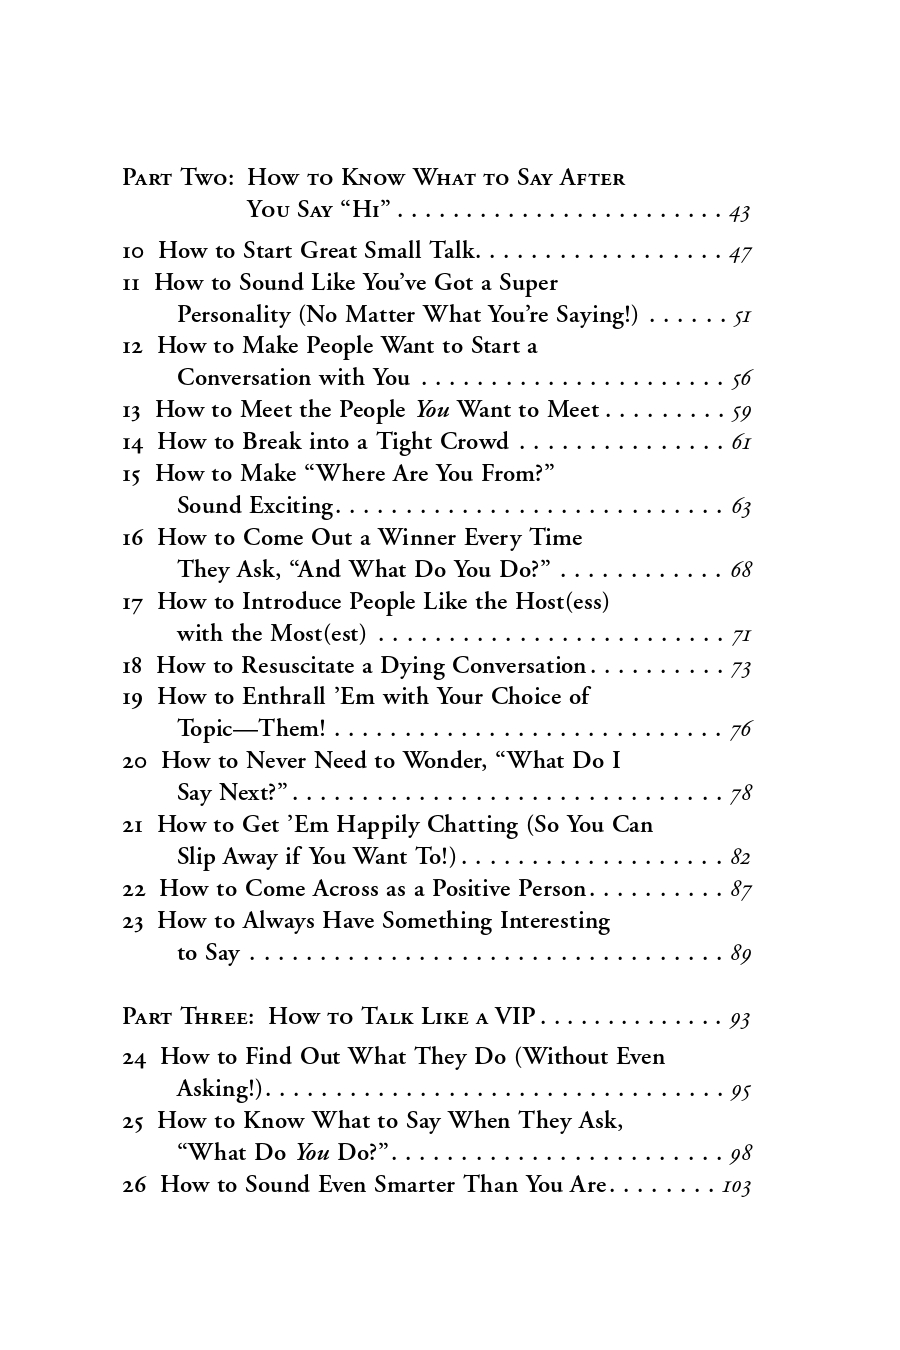 Part Two: How to Know What to Say After
You Say “Hi” . . . . . . . . . . . . . . . . . . . . . . . . 43
10 How to Start Great Small Talk. . . . . . . . . . . . . . . . . . 47
11 How to Sound Like You’ve Got a Super
Personality (No Matter What You’re Saying!) . . . . . . 51
12 How to Make People Want to Start a
Conversation with You . . . . . . . . . . . . . . . . . . . . . . 56
13 How to Meet the People You Want to Meet . . . . . . . . . 59
14 How to Break into a Tight Crowd . . . . . . . . . . . . . . . 61
15 How to Make “Where Are You From?”
Sound Exciting. . . . . . . . . . . . . . . . . . . . . . . . . . . . 63
16 How to Come Out a Winner Every Time
They Ask, “And What Do You Do?” . . . . . . . . . . . . 68
17 How to Introduce People Like the Host(ess)
with the Most(est) . . . . . . . . . . . . . . . . . . . . . . . . . 71
18 How to Resuscitate a Dying Conversation . . . . . . . . . . 73
19 How to Enthrall ’Em with Your Choice of
Topic—Them! . . . . . . . . . . . . . . . . . . . . . . . . . . . . 76
20 How to Never Need to Wonder, “What Do I
Say Next?” . . . . . . . . . . . . . . . . . . . . . . . . . . . . . . . 78
21 How to Get ’Em Happily Chatting (So You Can
Slip Away if You Want To!) . . . . . . . . . . . . . . . . . . . 82
22 How to Come Across as a Positive Person . . . . . . . . . . 87
23 How to Always Have Something Interesting
to Say . . . . . . . . . . . . . . . . . . . . . . . . . . . . . . . . . . 89
Part Three: How to Talk Like a VIP . . . . . . . . . . . . . . 93
24 How to Find Out What They Do (Without Even
Asking!) . . . . . . . . . . . . . . . . . . . . . . . . . . . . . . . . . 95
25 How to Know What to Say When They Ask,
“What Do You Do?” . . . . . . . . . . . . . . . . . . . . . . . . 98
26 How to Sound Even Smarter Than You Are . . . . . . . . 103